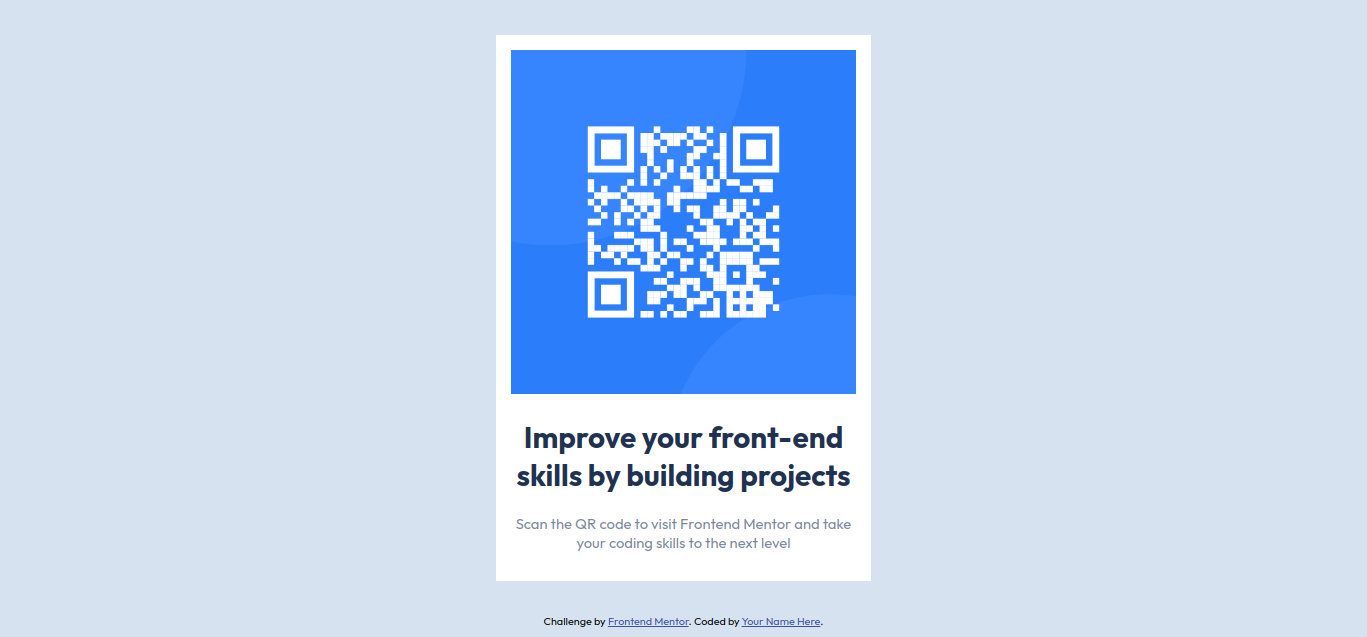 Improve your front-end
skills by building projects
Scan the QR code to visit Frontend Mentor and take
your coding skills to the next level
Challenge by Frontend Mentor. Coded by Your Name Here.